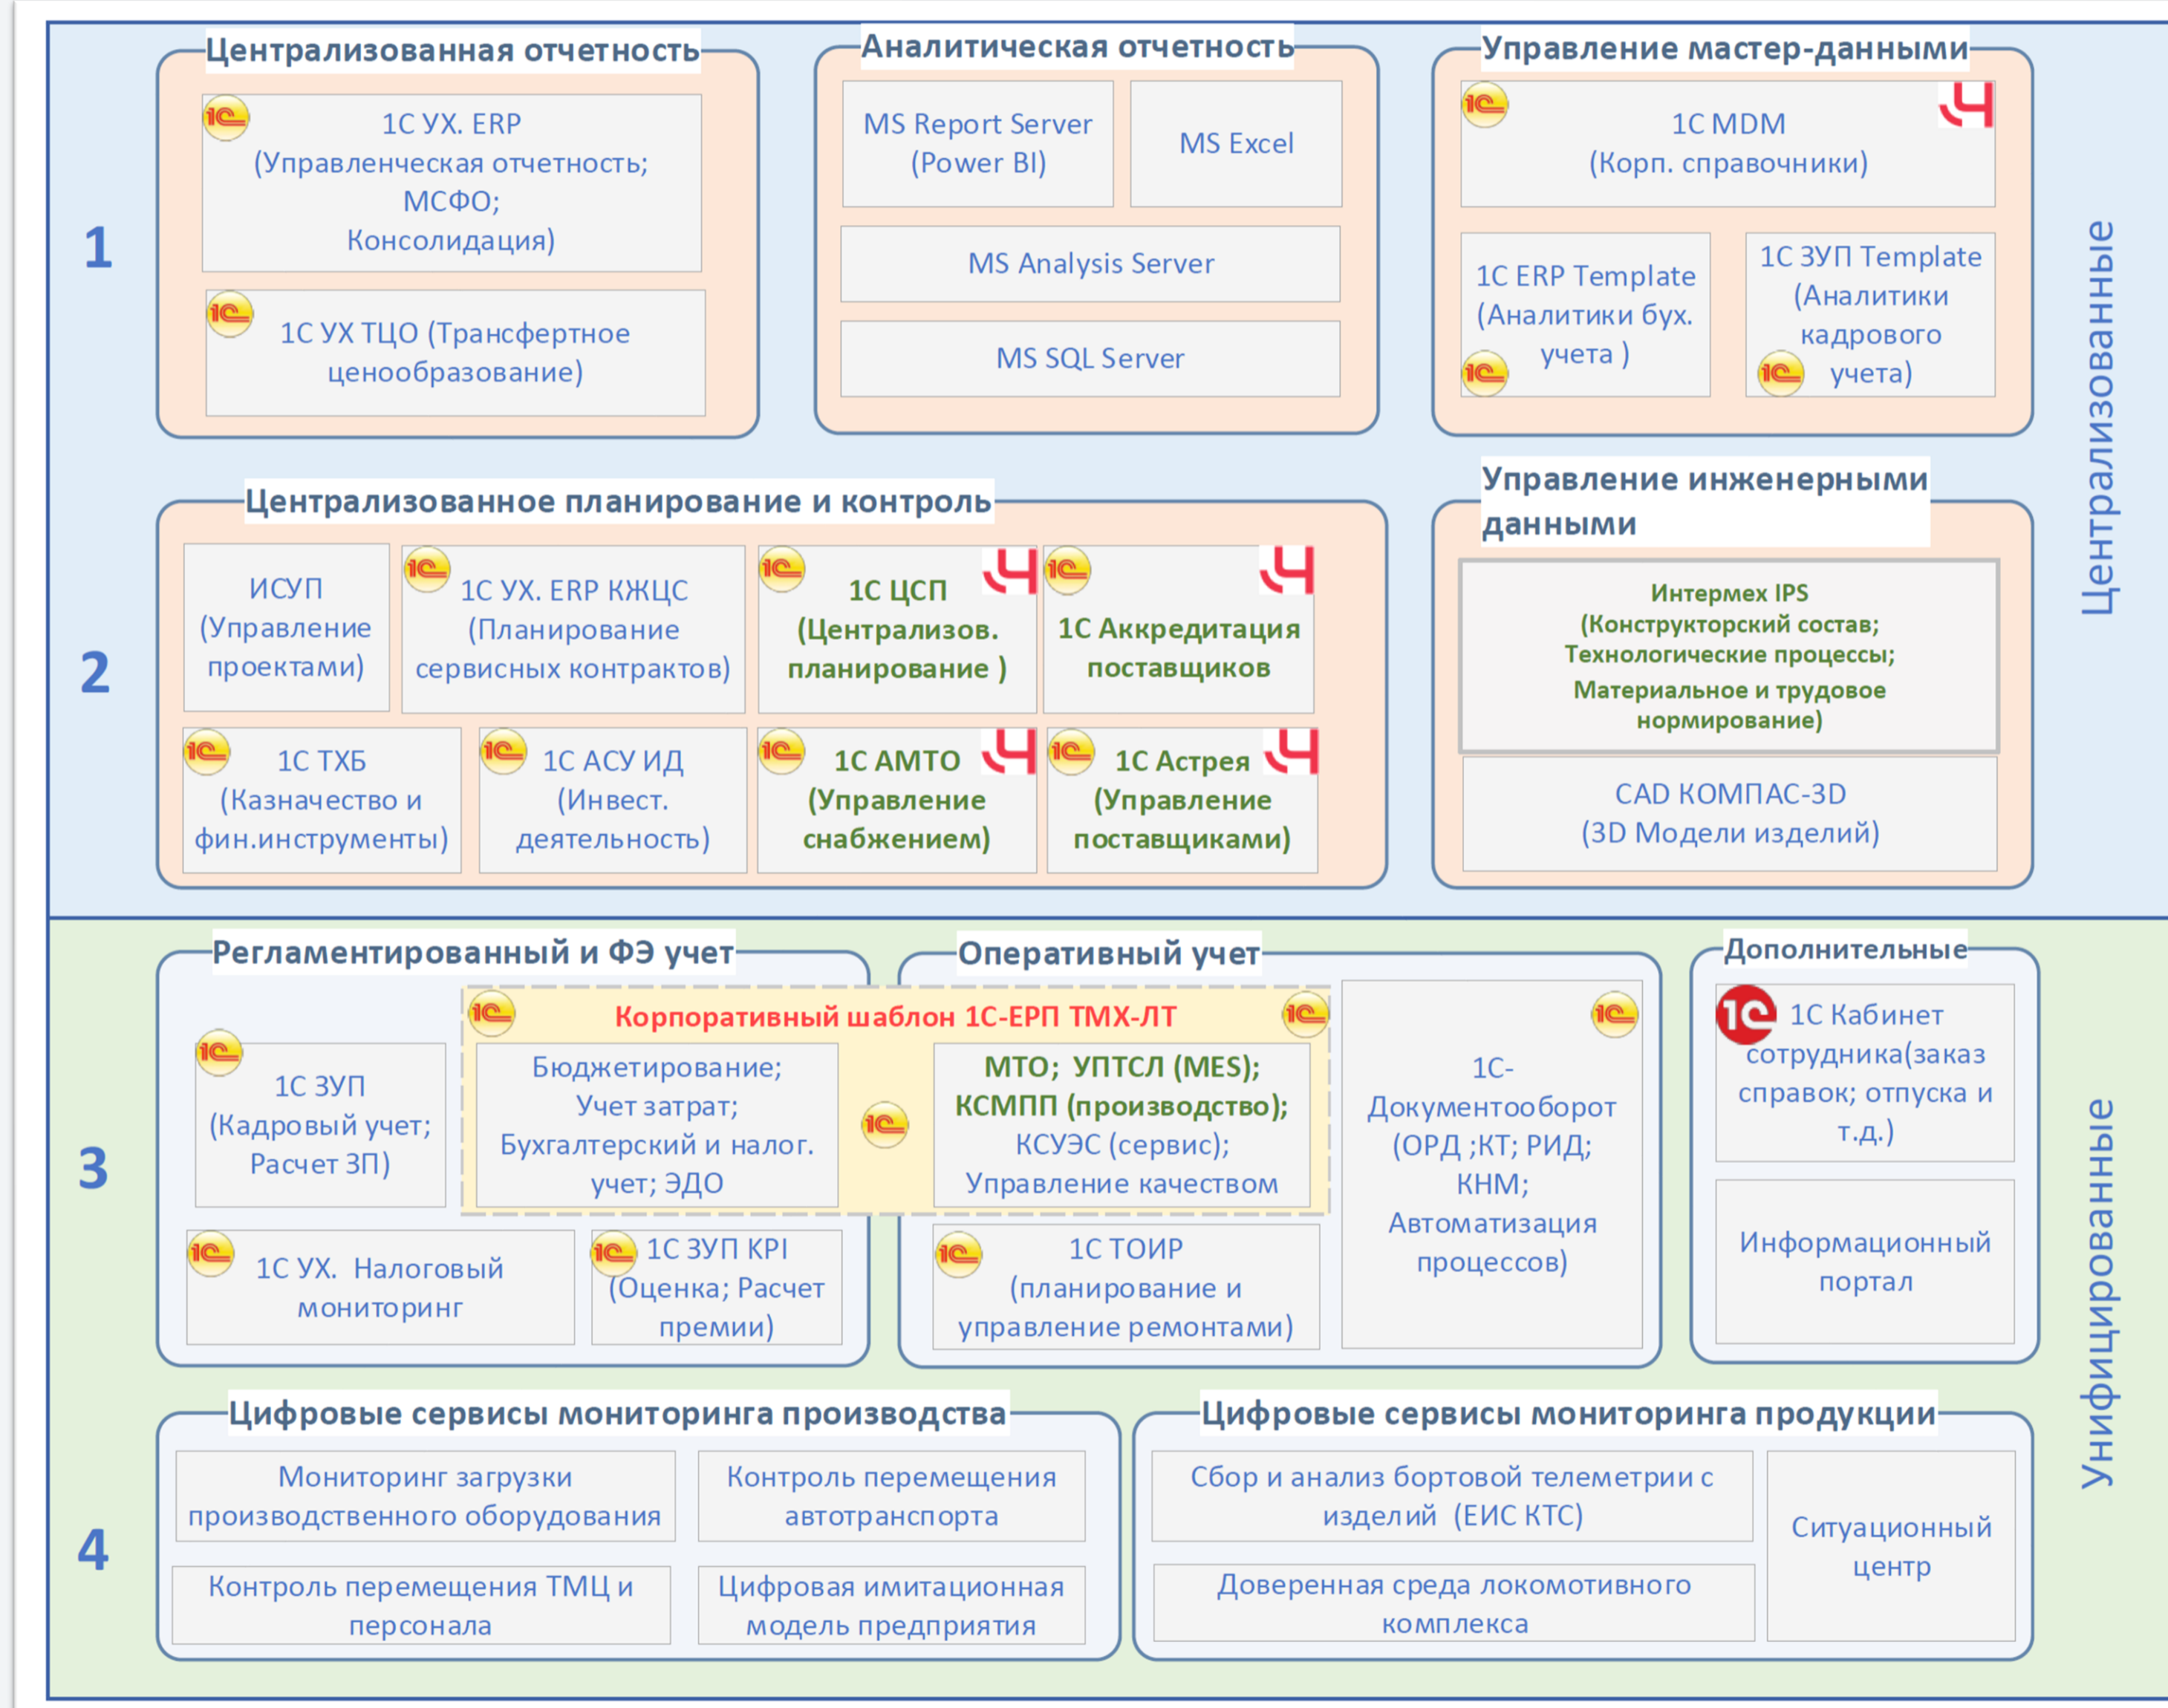 Централизованная отчетность
1С УХ. ERP
(Управленческая отчетность;
МСФО;
Консолидация)
1С УХ ТЦО (Трансфертное
ценообразование)
Аналитическая отчетность
MS Report Server
(Power BI)
MS Excel
MS Analysis Server
MS SQL Server
Управление мастер-данными
1С MDM
(Корп. справочники)
1С ERP Template
(Аналитики бух.
учета )
1С ЗУП Template
(Аналитики
кадрового
учета)
1
Централизованное планирование и контроль
ИСУП
(Управление
проектами)
1С УХ. ERP КЖЦС
(Планирование
сервисных контрактов)
1С ЦСП
(Централизов.
планирование )
1С Аккредитация
поставщиков
1С ТХБ
(Казначество и
фин.инструменты)
1С АСУ ИД
(Инвест.
деятельность)
1С АМТО
(Управление
снабжением)
1С Астрея
(Управление
поставщиками)
Управление инженерными
данными
Интермех IPS
(Конструкторский состав;
Технологические процессы;
Материальное и трудовое
нормирование)
CAD КОМПАС-3D
(3D Модели изделий)
2
Централизованные
Регламентированный и ФЭ учет
Оперативный учет
Дополнительные
Корпоративный шаблон 1С-ЕРП ТМХ-ЛТ
1С ЗУП
(Кадровый учет;
Расчет ЗП)
Бюджетирование;
Учет затрат;
Бухгалтерский и налог.
учет; ЭДО
МТО;  УПТСЛ (MES);
КСМПП (производство);
КСУЭС (сервис);
Управление качеством
1С-
Документооборот
(ОРД ;КТ; РИД;
КНМ;
Автоматизация
процессов)
1С Кабинет
сотрудника(заказ
справок; отпуска и
т.д.)
1С УХ.  Налоговый
мониторинг
1С ЗУП KPI
(Оценка; Расчет
премии)
1С ТОИР
(планирование и
управление ремонтами)
Информационный
портал
3
Цифровые сервисы мониторинга производства
Мониторинг загрузки
производственного оборудования
Контроль перемещения
автотранспорта
Контроль перемещения ТМЦ и
персонала
Цифровая имитационная
модель предприятия
Цифровые сервисы мониторинга продукции
Сбор и анализ бортовой телеметрии с
изделий  (ЕИС КТС)
Доверенная среда локомотивного
комплекса
Ситуационный
центр
4
Унифицированные